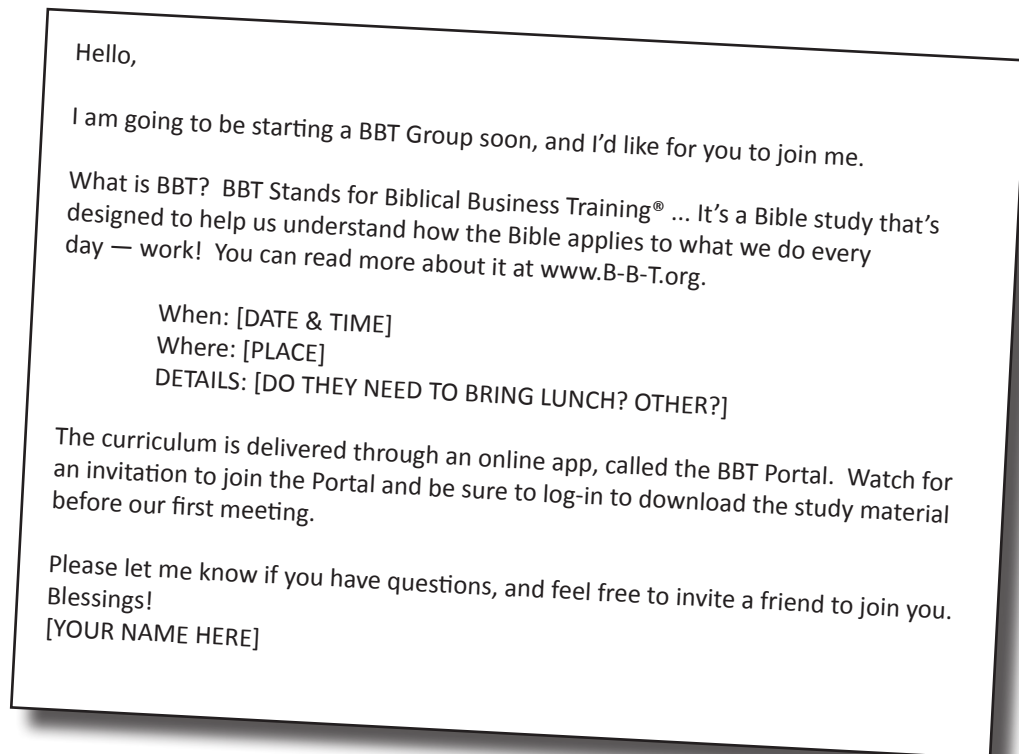 Hello,
I am going to be starting a BBT Group soon, and I’d like for you to join me.
What is BBT?  BBT Stands for Biblical Business Training® ... It’s a Bible study that’s
designed to help us understand how the Bible applies to what we do every
day — work!  You can read more about it at www.B-B-T.org.
When: [DATE & TIME]
Where: [PLACE]
DETAILS: [DO THEY NEED TO BRING LUNCH? OTHER?]
The curriculum is delivered through an online app, called the BBT Portal.  Watch for
an invitation to join the Portal and be sure to log-in to download the study material
before our first meeting.
Please let me know if you have questions, and feel free to invite a friend to join you.
Blessings!
[YOUR NAME HERE]